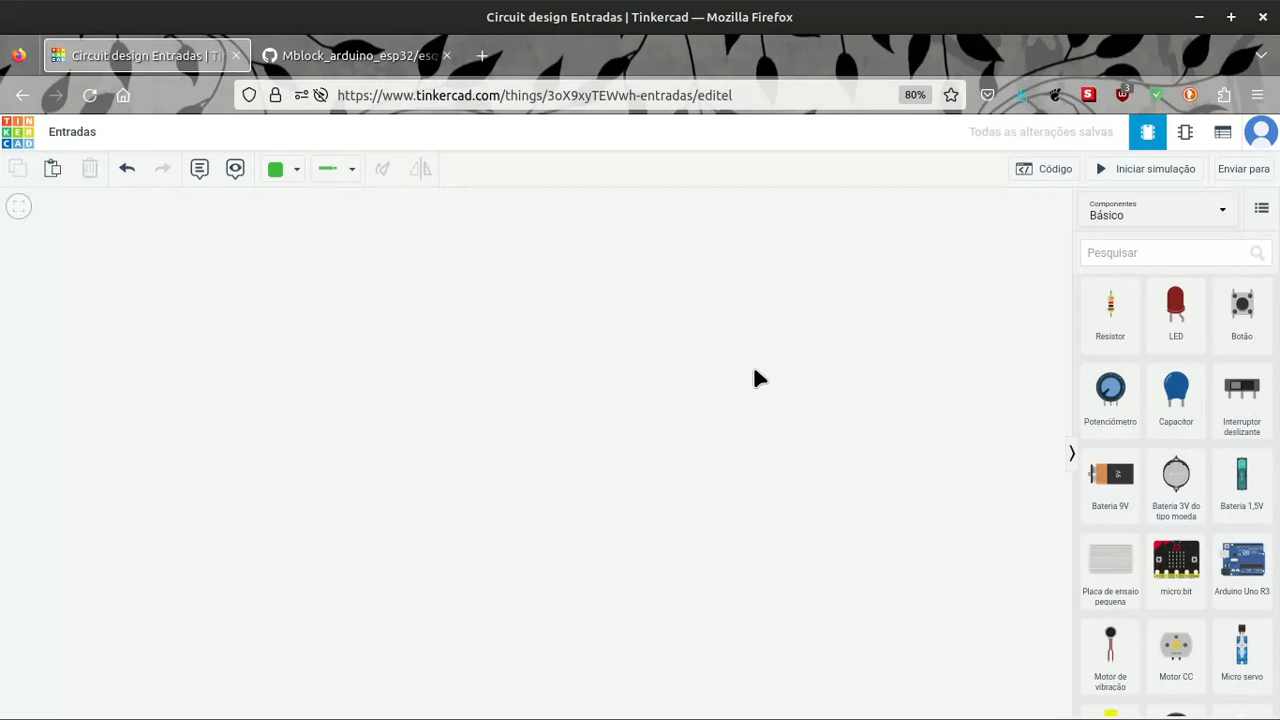 Circuit design Entradas | Tinkercad — Mozilla Firefox
Circuit design Entradas | Tin
Mblock_arduino_esp32/esq
https://www.tinkercad.com/things/3oX9xyTEWwh-entradas/editel
80%
3
TIN
KER
CAD
Entradas
Todas as alterações salvas
Código
Iniciar simulação
Enviar para
Componentes
Básico
Pesquisar
Resistor
LED
Botão
Potenciômetro
Capacitor
Interruptor
deslizante
Bateria 9V
Bateria 3V do
tipo moeda
Bateria 1,5V
Placa de ensaio
pequena
micro:bit
Arduino Uno R3
Motor de
vibração
Motor CC
Micro servo